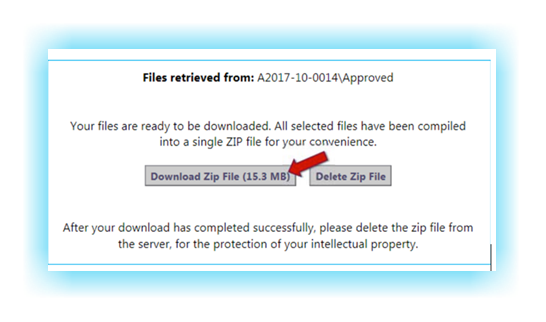 Files retrieved from: A2017-10-0014\Approved
Your files are ready to be downloaded. All selected files have been compiled
into a single ZIP file for your convenience.
Download Zip File (15.3 MB) Delete Zip File
After your download has completed successfully, please delete the zip file from
the server, for the protection of your intellectual property.